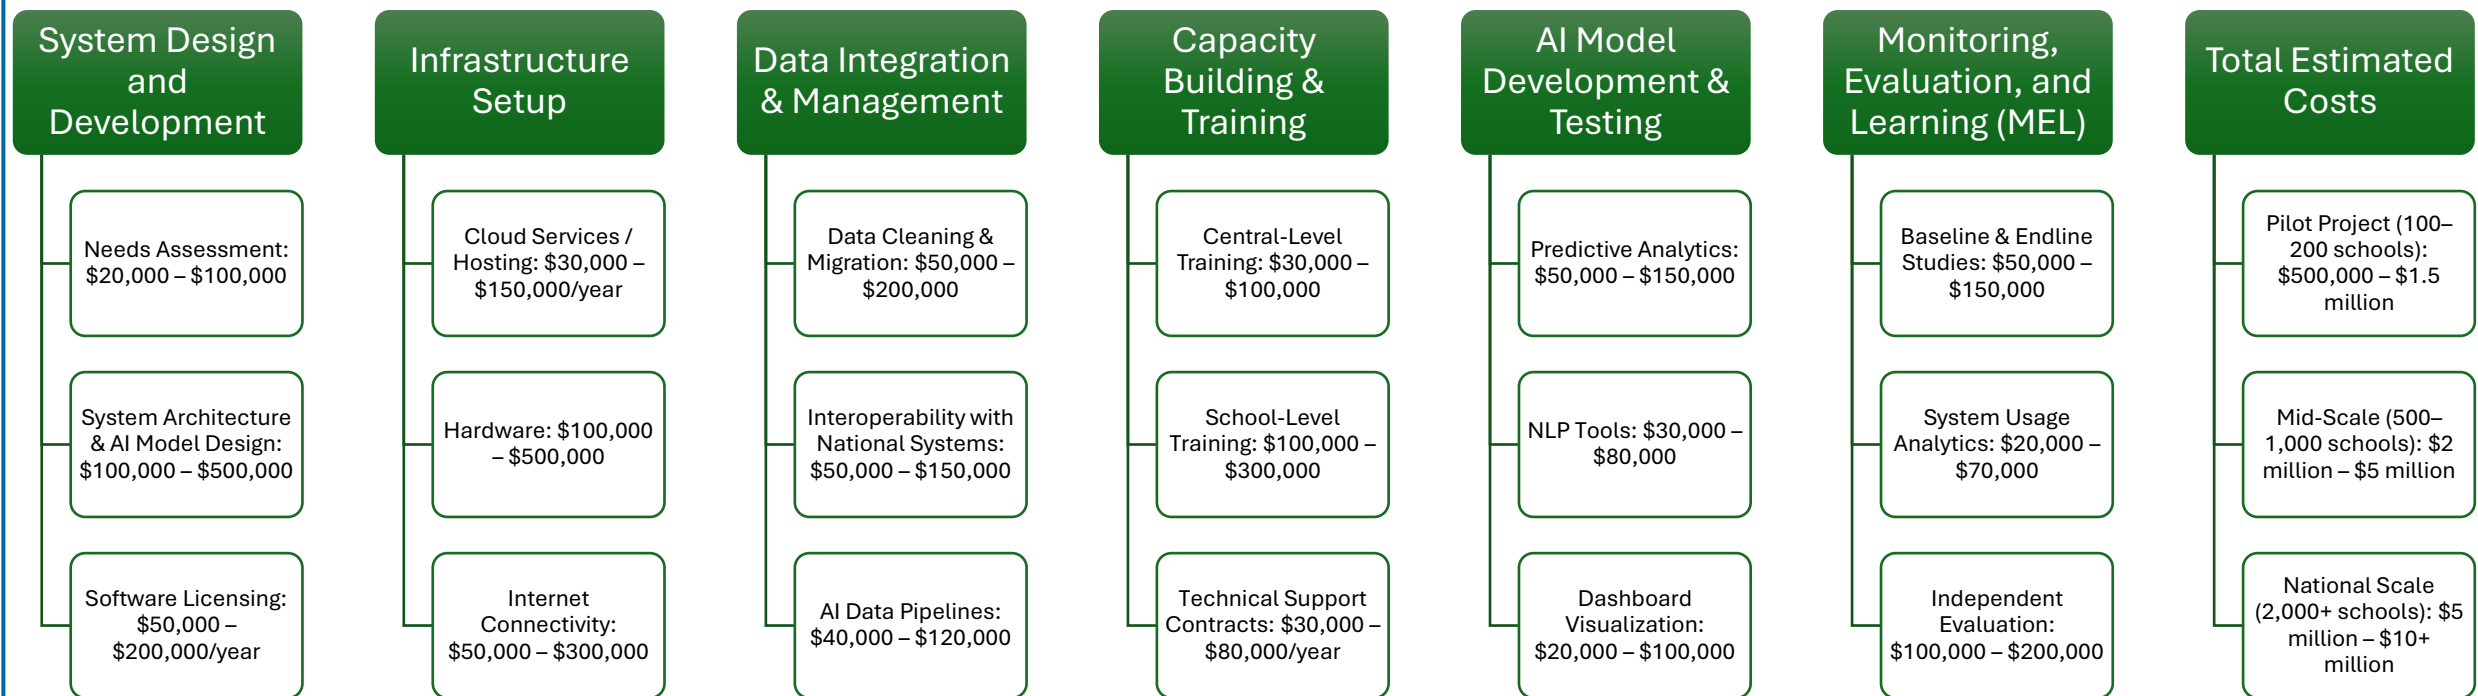 System Design
and
Development
Needs Assessment:
$20,000 – $100,000
System Architecture
& AI Model Design:
$100,000 – $500,000
Software Licensing:
$50,000 –
$200,000/year
Infrastructure
Setup
Cloud Services /
Hosting: $30,000 –
$150,000/year
Hardware: $100,000
– $500,000
Internet
Connectivity:
$50,000 – $300,000
Data Integration
& Management
Data Cleaning &
Migration: $50,000 –
$200,000
Interoperability with
National Systems:
$50,000 – $150,000
AI Data Pipelines:
$40,000 – $120,000
Capacity
Building &
Training
Central-Level
Training: $30,000 –
$100,000
School-Level
Training: $100,000 –
$300,000
Technical Support
Contracts: $30,000 –
$80,000/year
AI Model
Development &
Testing
Predictive Analytics:
$50,000 – $150,000
NLP Tools: $30,000 –
$80,000
Dashboard
Visualization:
$20,000 – $100,000
Monitoring,
Evaluation, and
Learning (MEL)
Baseline & Endline
Studies: $50,000 –
$150,000
System Usage
Analytics: $20,000 –
$70,000
Independent
Evaluation:
$100,000 – $200,000
Total Estimated
Costs
Pilot Project (100–
200 schools):
$500,000 – $1.5
million
Mid-Scale (500–
1,000 schools): $2
million – $5 million
National Scale
(2,000+ schools): $5
million – $10+
million